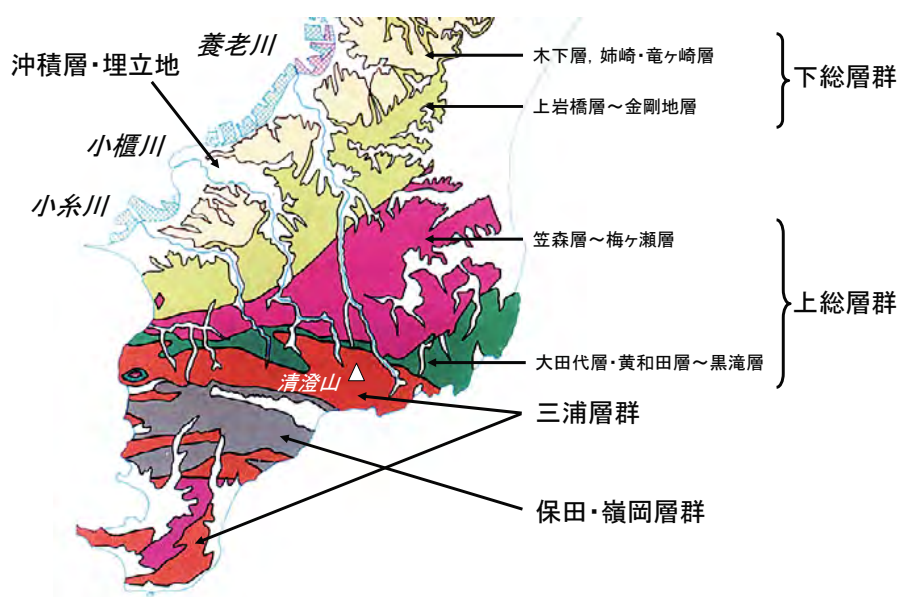 養老川
沖積層・埋立地
小櫃川
小糸川
木下層, 姉崎・竜ヶ崎層
上岩橋層～金剛地層
下総層群
笠森層～梅ヶ瀬層
上総層群
大田代層・黄和田層～黒滝層
清澄山
三浦層群
保田・嶺岡層群